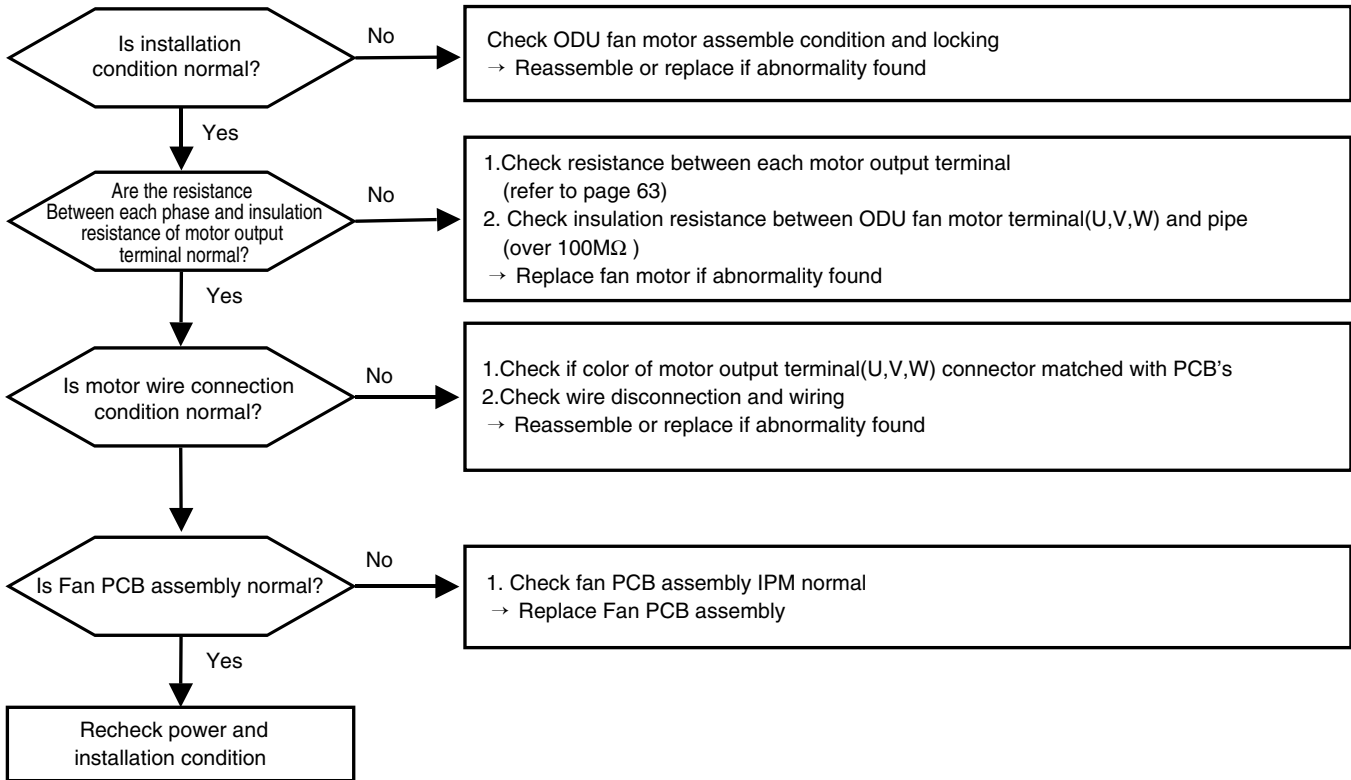 Is installation
condition normal?
No
Check ODU fan motor assemble condition and locking
→ Reassemble or replace if abnormality found
Yes
Are the resistance
Between each phase and insulation
resistance of motor output
terminal normal?
No
1.Check resistance between each motor output terminal
(refer to page 63)
2. Check insulation resistance between ODU fan motor terminal(U,V,W) and pipe
(over 100MΩ )
→ Replace fan motor if abnormality found
Yes
Is motor wire connection
condition normal?
No
1.Check if color of motor output terminal(U,V,W) connector matched with PCB's
2.Check wire disconnection and wiring
→ Reassemble or replace if abnormality found
Is Fan PCB assembly normal?
No
1. Check fan PCB assembly IPM normal
→ Replace Fan PCB assembly
Yes
Recheck power and
installation condition